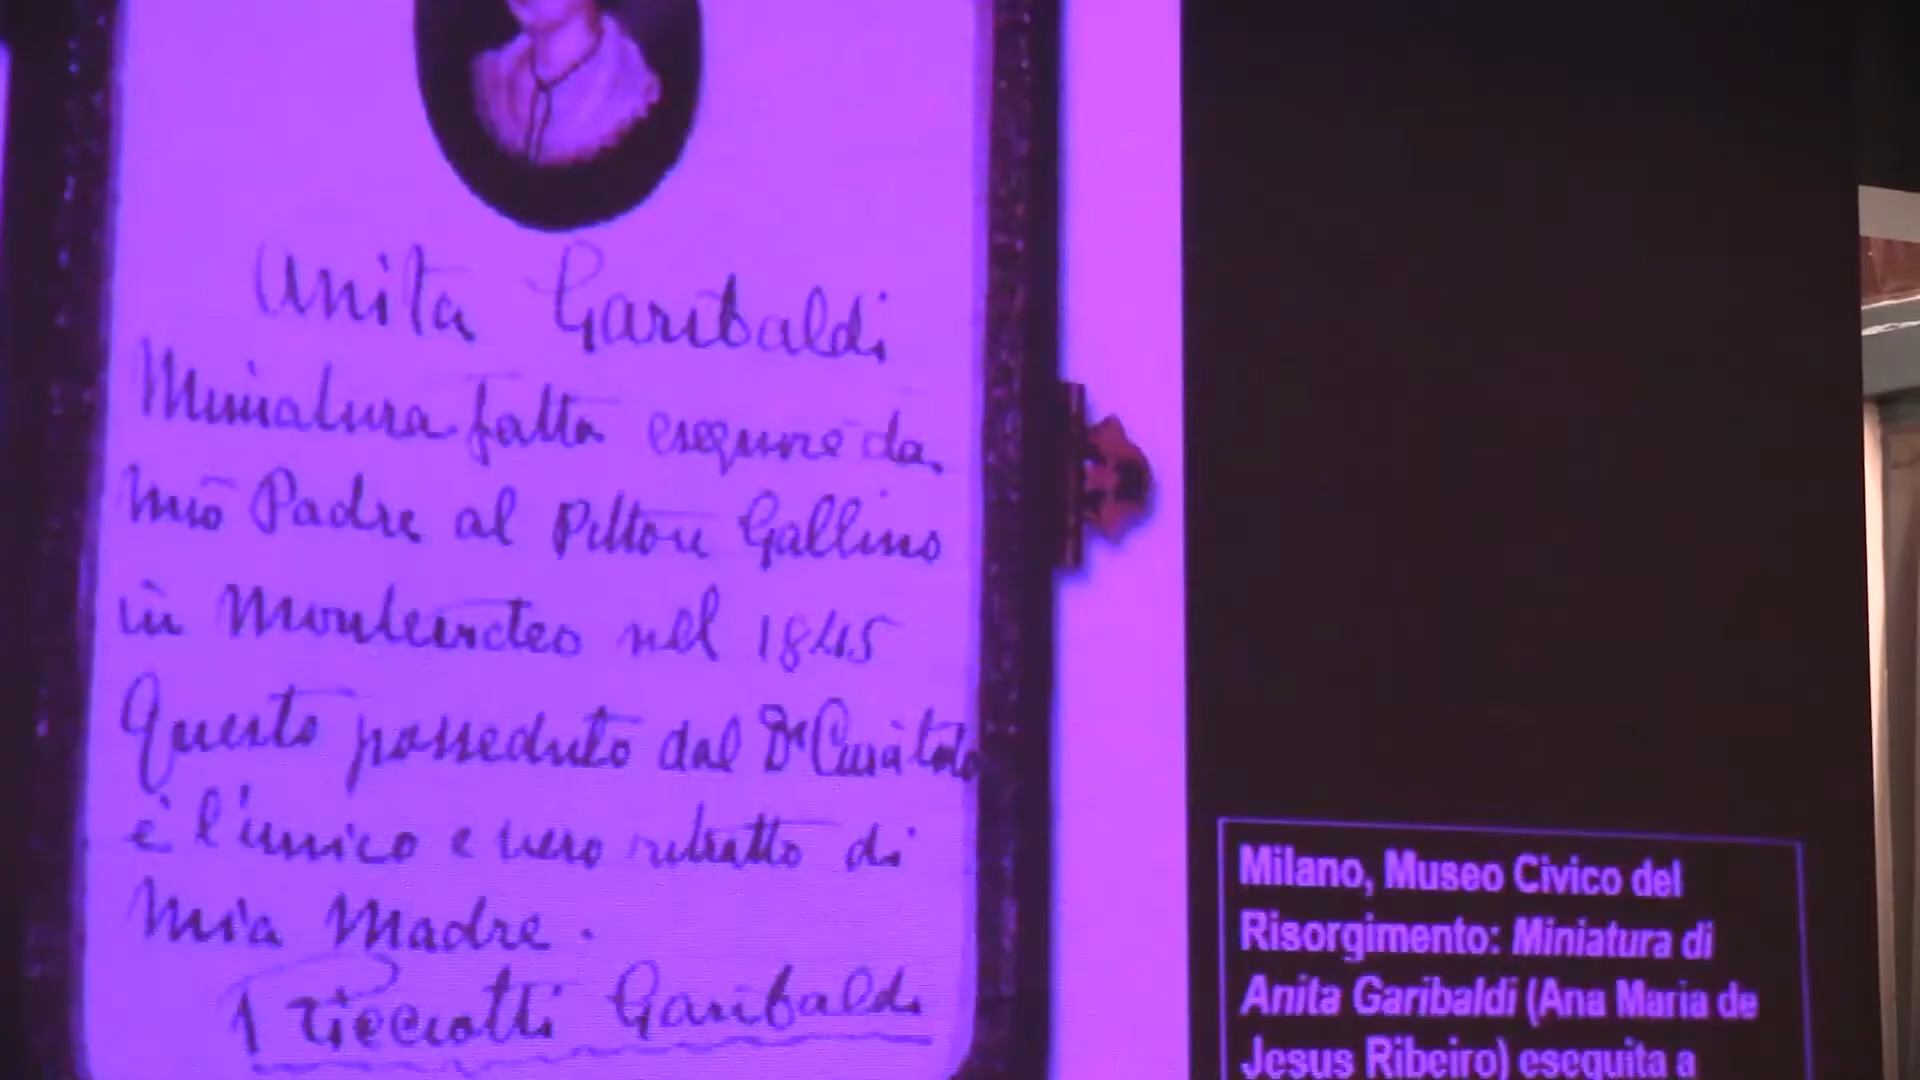 Anita Garibaldi
Miniatura fatta eseguire da
mio Padre al Pittore Gallino
in Montevideo nel 1845
Questo posseduto dal Dr Curàtolo
è l'unico e vero ritratto di
mia Madre.
Ricciotti Garibaldi
Milano, Museo Civico del
Risorgimento: Miniatura di
Anita Garibaldi (Ana Maria de
Jesus Ribeiro) eseguita a